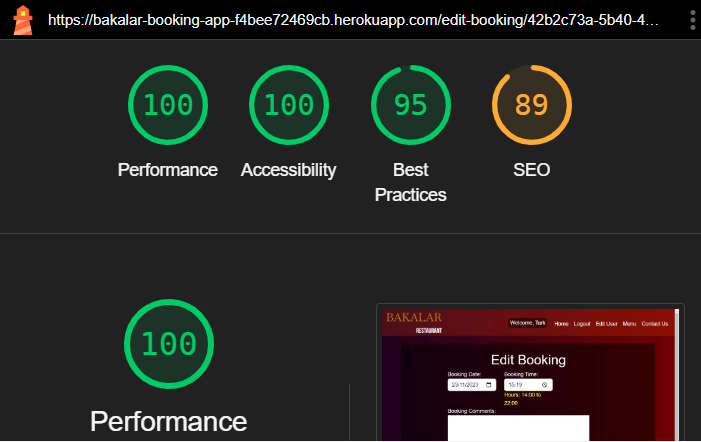 https://bakalar-booking-app-f4bee72469cb.herokuapp.com/edit-booking/42b2c73a-5b40-4…
100 100 95 89
Performance Accessibility Best Practices SEO
100
Performance
BAKALAR
RESTAURANT
Welcome, Tark Home Logout Edit User Menu Contact Us
Edit Booking
Booking Date: Booking Time:
23/11/2023 15:19
Hours: 14:00 to
22:00
Booking Comments: